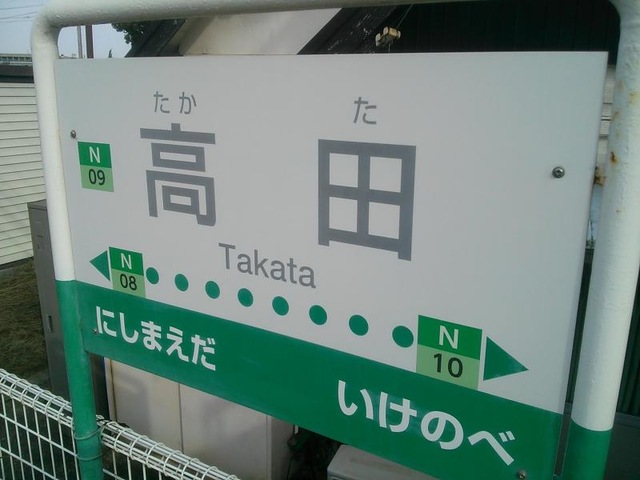 たか た
高田
N
09
Takata
N
08
N
10
にしまえだ
いけのべ